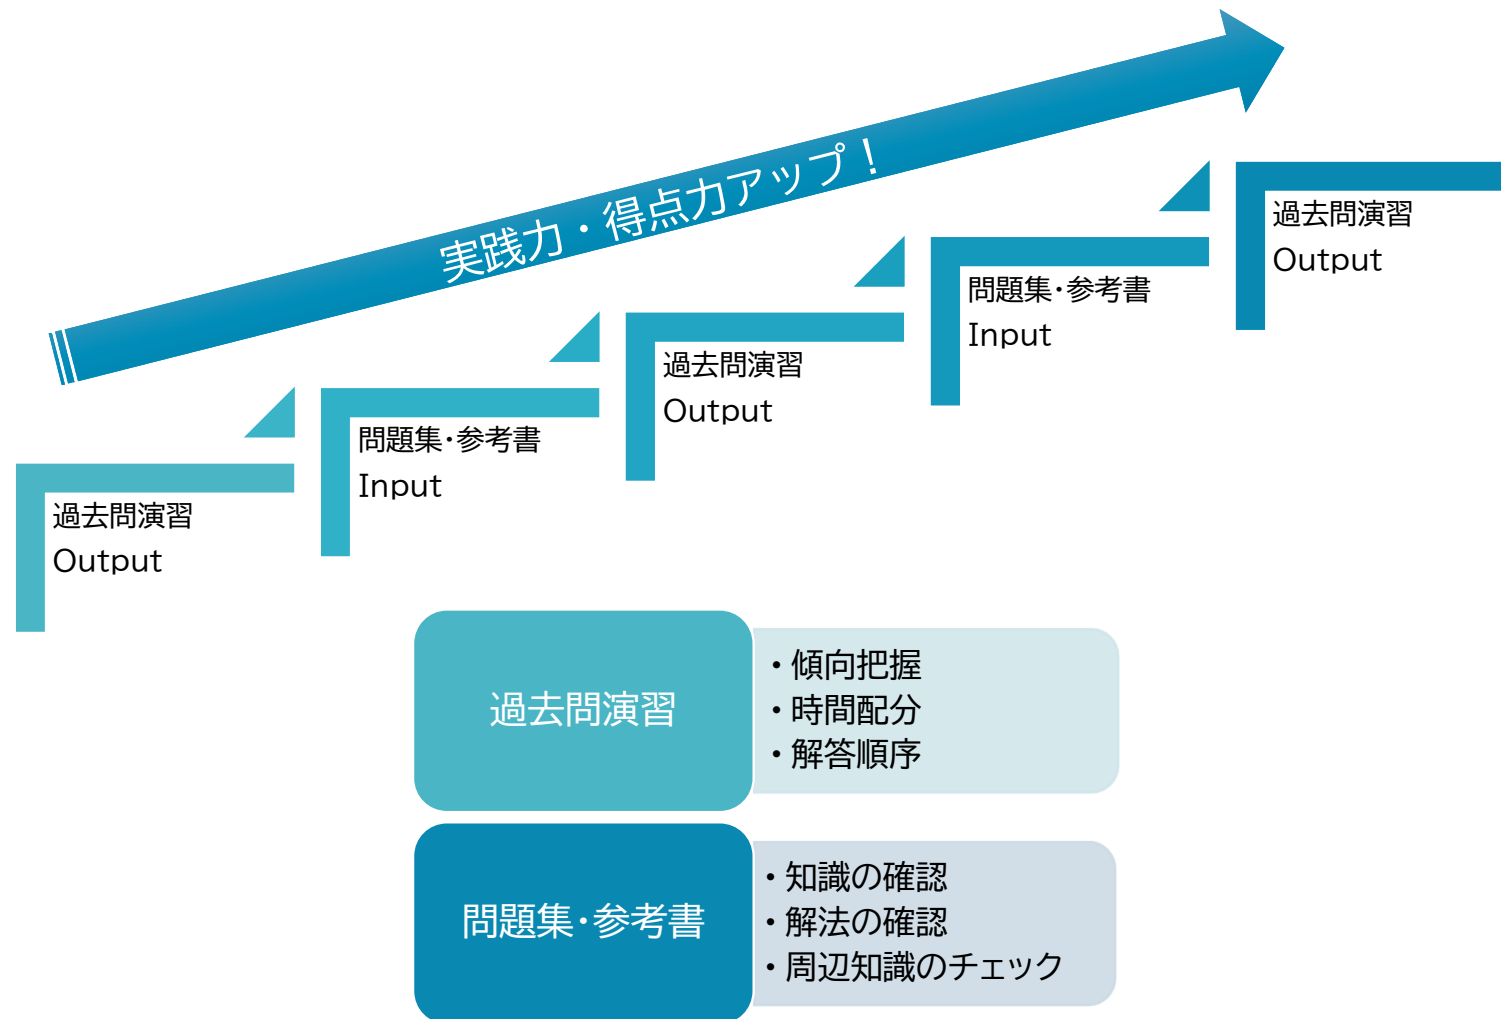 実践力・得点力アップ！
過去問演習
Output
問題集・参考書
Input
過去問演習
Output
問題集・参考書
Input
過去問演習
Output
過去問演習
・傾向把握
・時間配分
・解答順序
問題集・参考書
・知識の確認
・解法の確認
・周辺知識のチェック